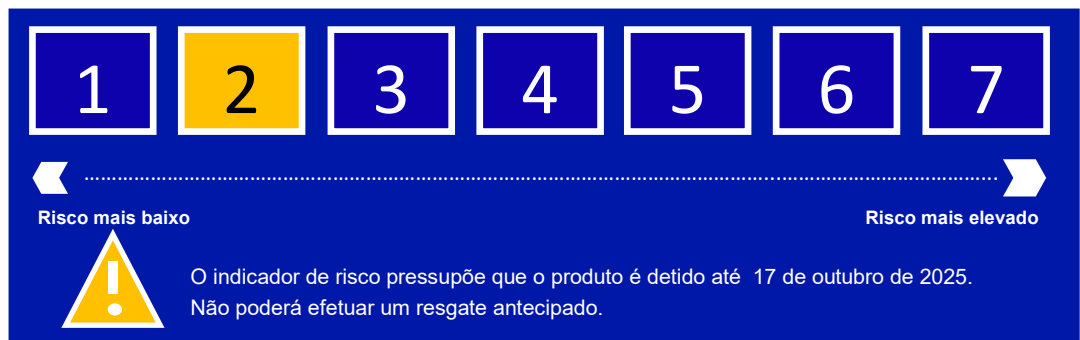 1 2 3 4 5 6 7
Risco mais baixo Risco mais elevado
O indicador de risco pressupõe que o produto é detido até 17 de outubro de 2025.
Não poderá efetuar um resgate antecipado.